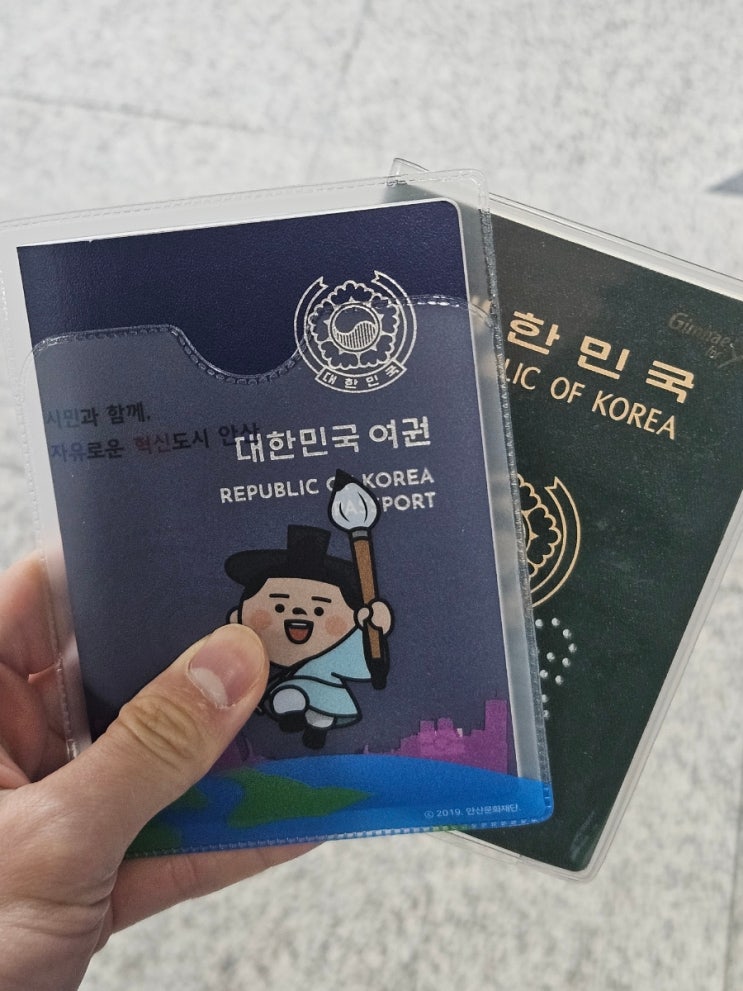 대한민국
시민과 함께.
자유로운 혁신도시 안산
대한민국 여권
REPUBLIC OF KOREA
PASSPORT
ⓒ 2019. 안산문화재단.
한민국
LIC OF KOREA